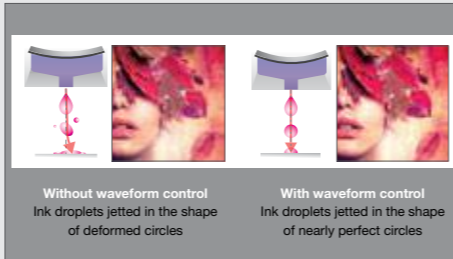 Without waveform control
Ink droplets jetted in the shape
of deformed circles
With waveform control
Ink droplets jetted in the shape
of nearly perfect circles